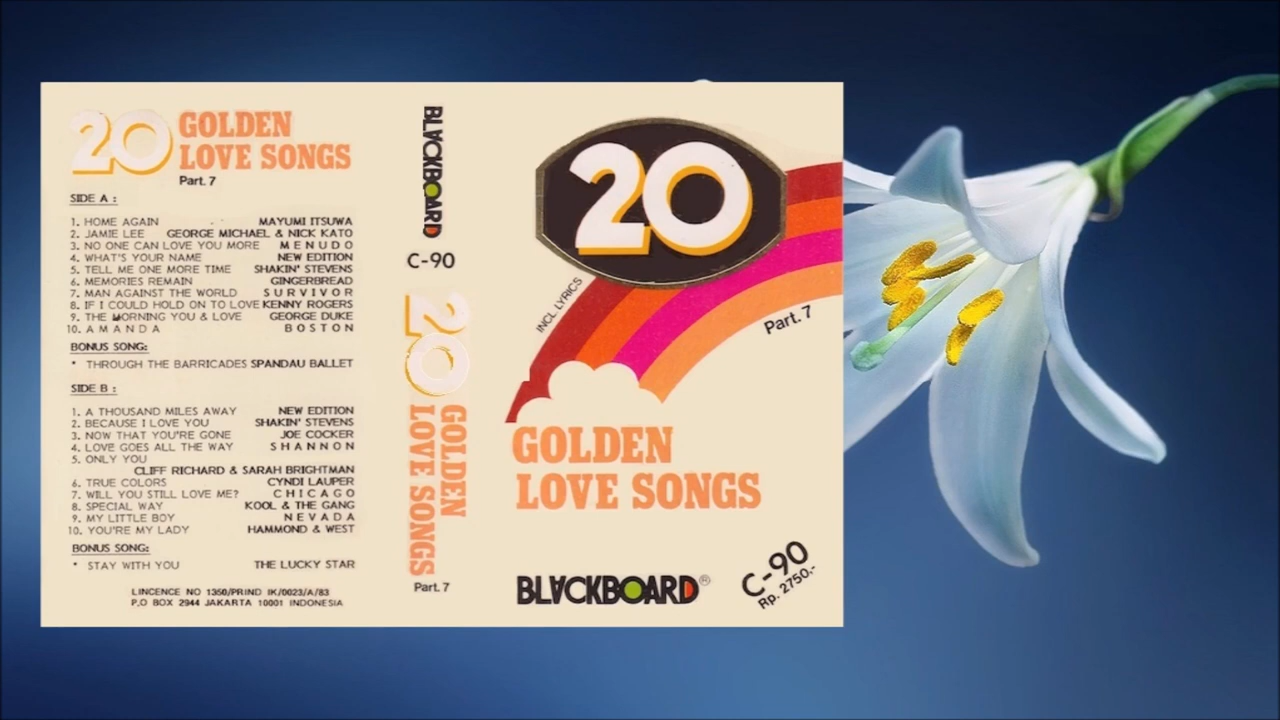 20 GOLDEN
LOVE SONGS
Part. 7
SIDE A :
1. HOME AGAIN MAYUMI ITSUWA
2. JAMIE LEE GEORGE MICHAEL & NICK KATO
3. NO ONE CAN LOVE YOU MORE MENUDO
4. WHAT'S YOUR NAME NEW EDITION
5. TELL ME ONE MORE TIME SHAKIN' STEVENS
6. MEMORIES REMAIN GINGERBREAD
7. MAN AGAINST THE WORLD SURVIVOR
8. IF I COULD HOLD ON TO LOVE KENNY ROGERS
9. THE MORNING YOU & LOVE GEORGE DUKE
10. AMANDA BOSTON
BONUS SONG:
* THROUGH THE BARRICADES SPANDAU BALLET
SIDE B :
1. A THOUSAND MILES AWAY NEW EDITION
2. BECAUSE I LOVE YOU SHAKIN' STEVENS
3. NOW THAT YOU'RE GONE JOE COCKER
4. LOVE GOES ALL THE WAY SHANNON
5. ONLY YOU
CLIFF RICHARD & SARAH BRIGHTMAN
6. TRUE COLORS CYNDI LAUPER
7. WILL YOU STILL LOVE ME? CHICAGO
8. SPECIAL WAY KOOL & THE GANG
9. MY LITTLE BOY NEVADA
10. YOU'RE MY LADY HAMMOND & WEST
BONUS SONG:
* STAY WITH YOU THE LUCKY STAR
LINCENCE NO 1350/PRIND IK/0023/A/83
P.O BOX 2944 JAKARTA 10001 INDONESIA
BLACKBOARD
C-90
20 GOLDEN
LOVE SONGS
Part. 7
20
INCL LYRICS
Part. 7
GOLDEN
LOVE SONGS
BLACKBOARD®
C-90
Rp. 2750.-